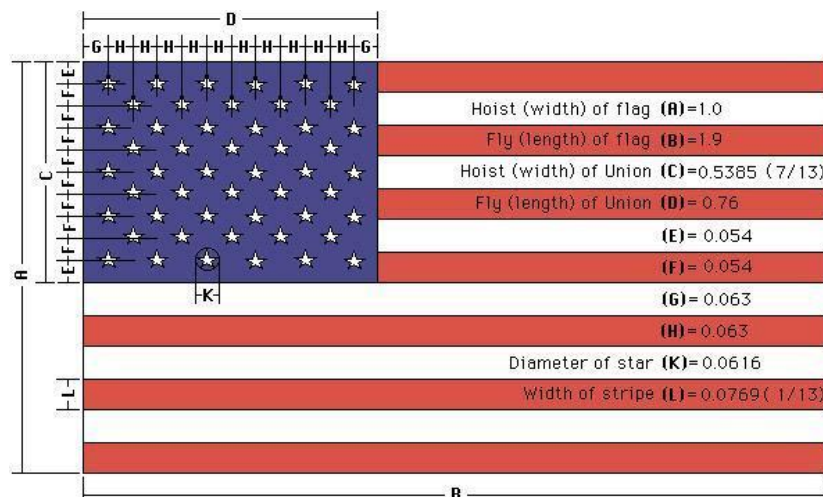 D
G H H H H H H H H H H G
E
F
F
F
F
F
F
F
F
E
C
A
K
L
Hoist (width) of flag (A)=1.0
Fly (length) of flag (B)=1.9
Hoist (width) of Union (C)=0.5385 (7/13)
Fly (length) of Union (D)=0.76
(E)= 0.054
(F)= 0.054
(G)= 0.063
(H)= 0.063
Diameter of star (K)=0.0616
Width of stripe (L)=0.0769( 1/13)
B